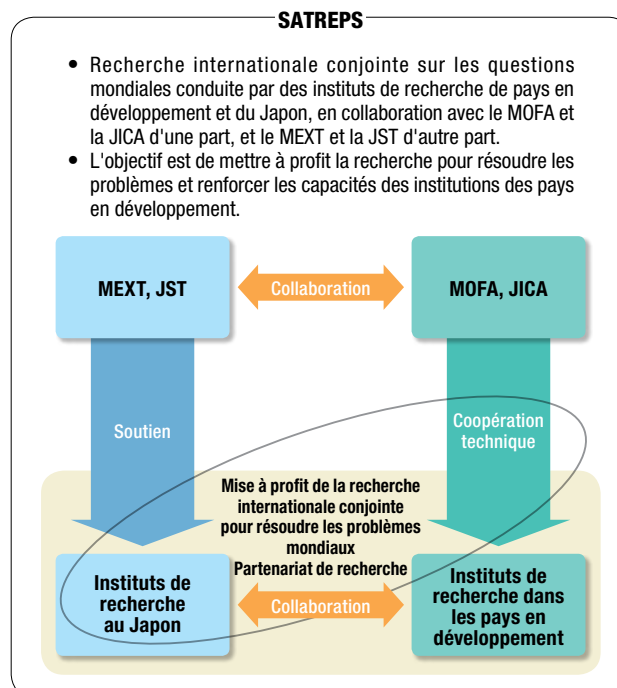 SATREPS
• Recherche internationale conjointe sur les questions
mondiales conduite par des instituts de recherche de pays en
développement et du Japon, en collaboration avec le MOFA et
la JICA d'une part, et le MEXT et la JST d'autre part.
• L'objectif est de mettre à profit la recherche pour résoudre les
problèmes et renforcer les capacités des institutions des pays
en développement.
MEXT, JST
Collaboration
MOFA, JICA
Soutien
Coopération
technique
Mise à profit de la recherche
internationale conjointe
pour résoudre les problèmes
mondiaux
Partenariat de recherche
Instituts de
recherche
au Japon
Collaboration
Instituts de
recherche dans
les pays en
développement